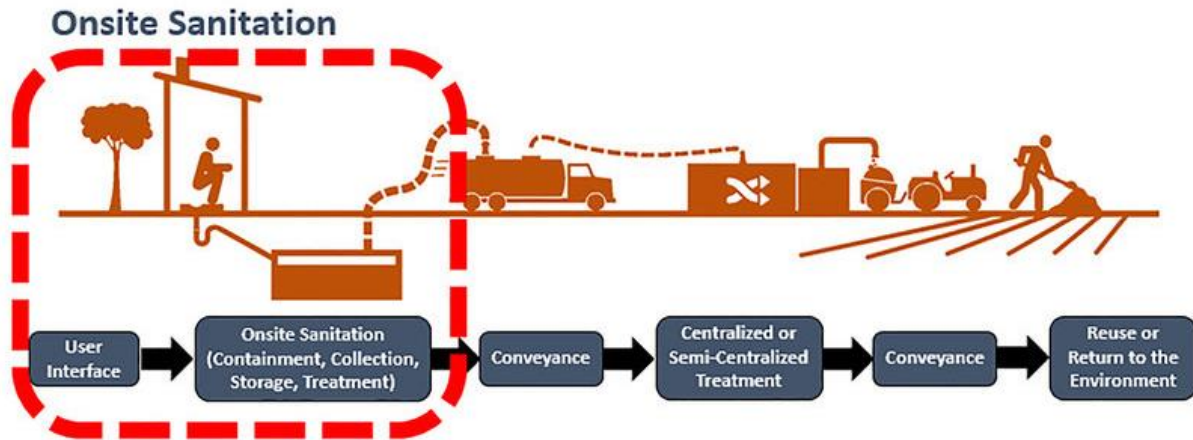 Onsite Sanitation
User
Interface
Onsite Sanitation
(Containment, Collection,
Storage, Treatment)
Conveyance
Centralized or
Semi-Centralized
Treatment
Conveyance
Reuse or
Return to the
Environment